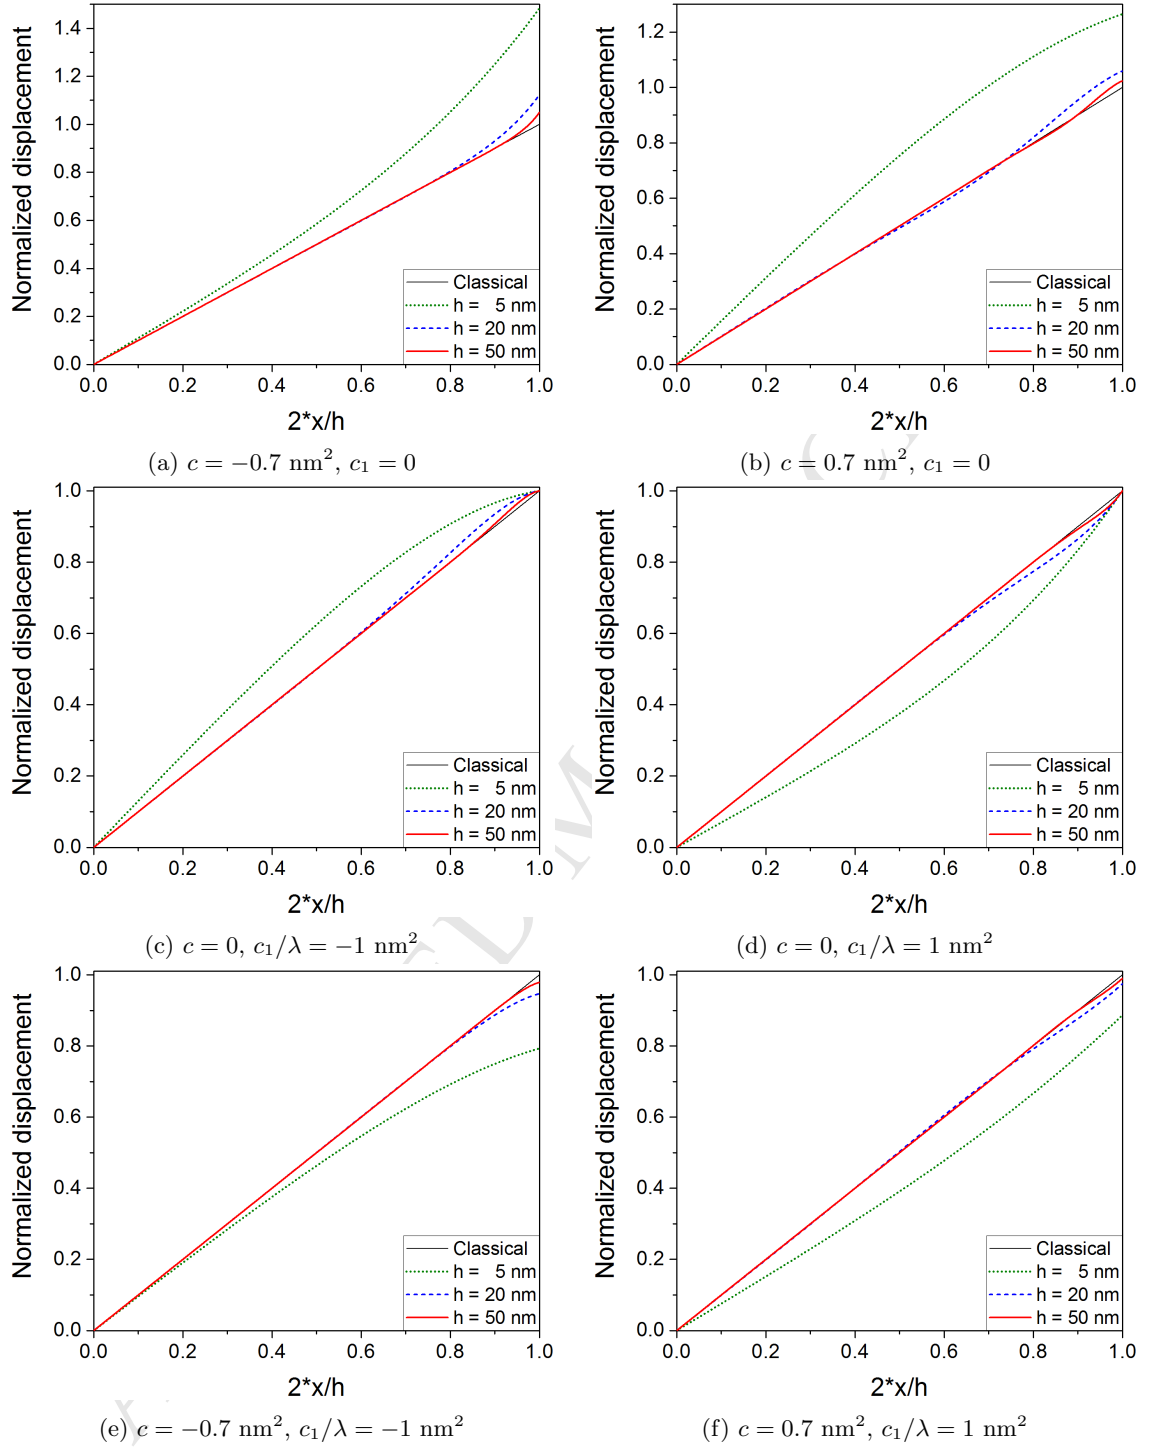 Normalized displacement
1.4
1.2
1.0
0.8
0.6
0.4
0.2
0.0
Classical
h = 5 nm
h = 20 nm
h = 50 nm
0.0 0.2 0.4 0.6 0.8 1.0
2*x/h
(a) c = −0.7 nm², c₁ = 0
Normalized displacement
1.2
1.0
0.8
0.6
0.4
0.2
0.0
Classical
h = 5 nm
h = 20 nm
h = 50 nm
0.0 0.2 0.4 0.6 0.8 1.0
2*x/h
(b) c = 0.7 nm², c₁ = 0
Normalized displacement
1.0
0.8
0.6
0.4
0.2
0.0
Classical
h = 5 nm
h = 20 nm
h = 50 nm
0.0 0.2 0.4 0.6 0.8 1.0
2*x/h
(c) c = 0, c₁/λ = −1 nm²
Normalized displacement
1.0
0.8
0.6
0.4
0.2
0.0
Classical
h = 5 nm
h = 20 nm
h = 50 nm
0.0 0.2 0.4 0.6 0.8 1.0
2*x/h
(d) c = 0, c₁/λ = 1 nm²
Normalized displacement
1.0
0.8
0.6
0.4
0.2
0.0
Classical
h = 5 nm
h = 20 nm
h = 50 nm
0.0 0.2 0.4 0.6 0.8 1.0
2*x/h
(e) c = −0.7 nm², c₁/λ = −1 nm²
Normalized displacement
1.0
0.8
0.6
0.4
0.2
0.0
Classical
h = 5 nm
h = 20 nm
h = 50 nm
0.0 0.2 0.4 0.6 0.8 1.0
2*x/h
(f) c = 0.7 nm², c₁/λ = 1 nm²